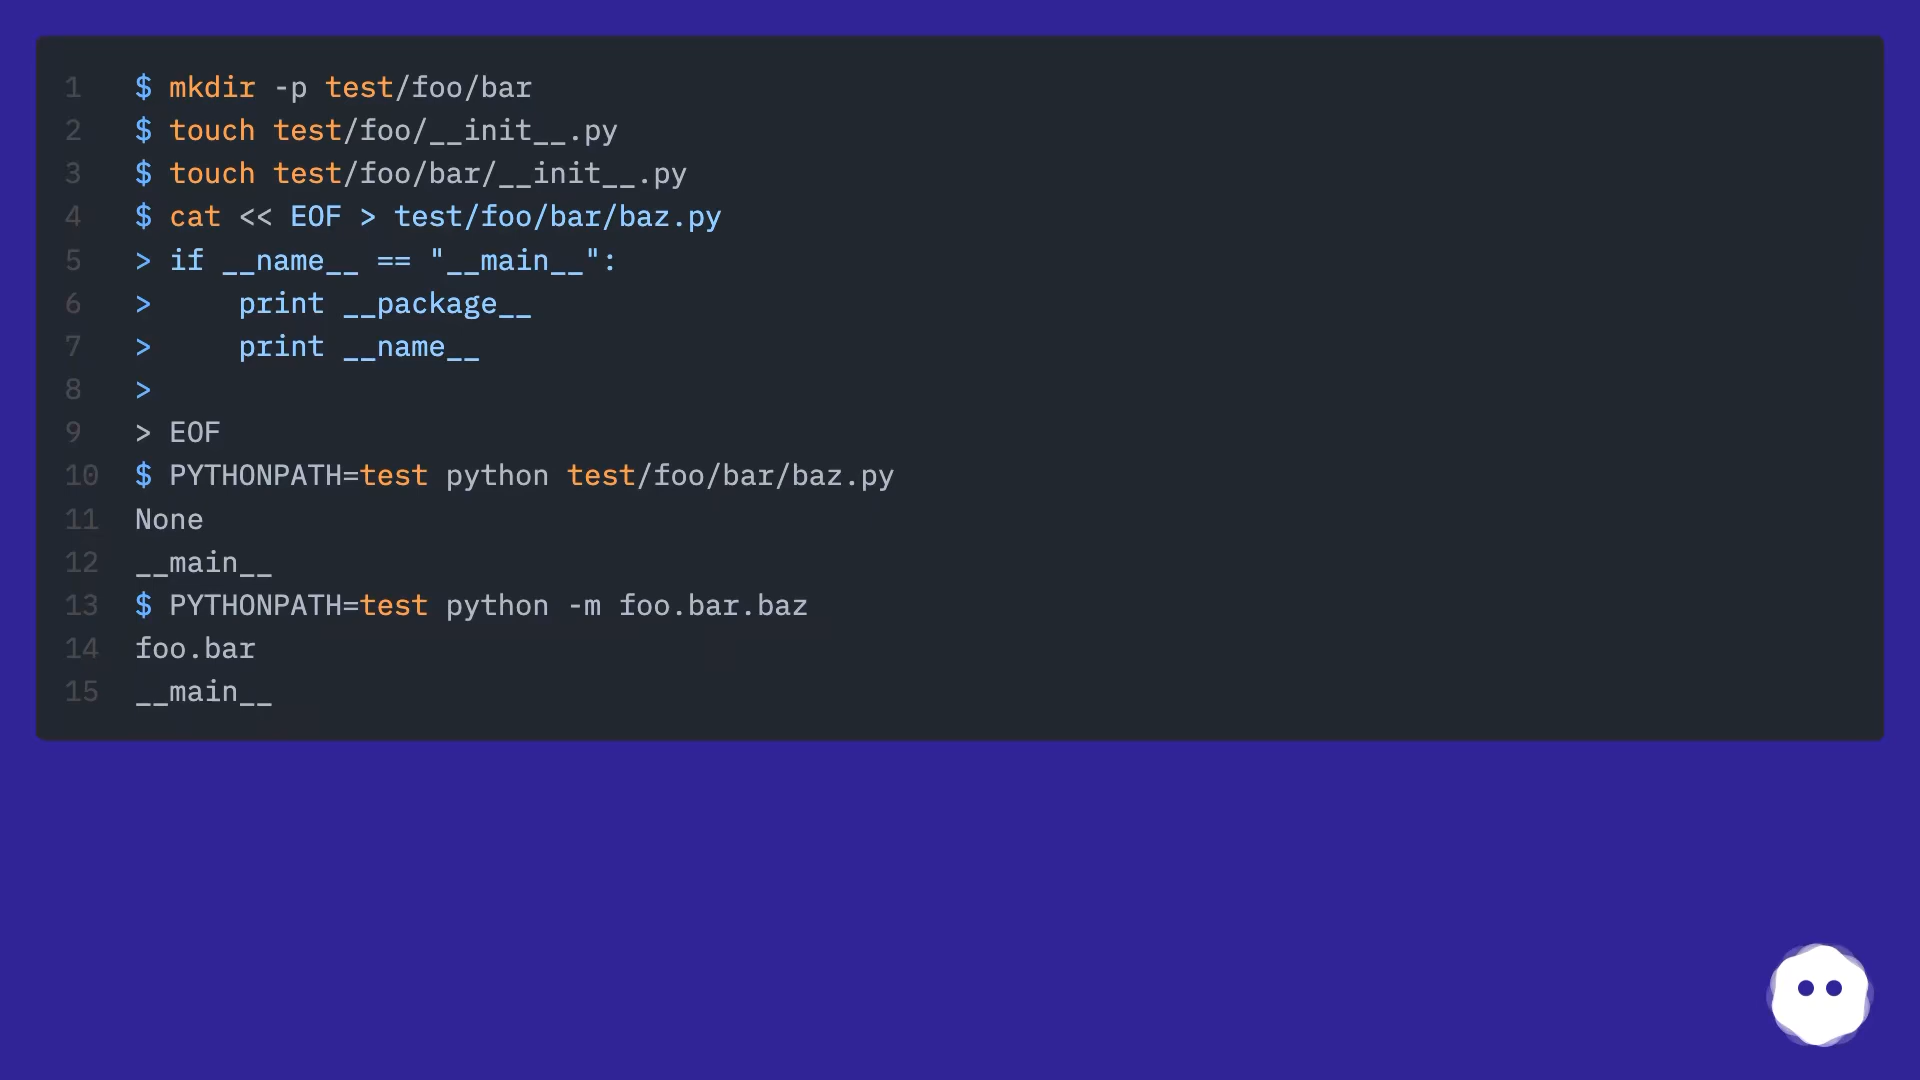 1 $ mkdir -p test/foo/bar
2 $ touch test/foo/__init__.py
3 $ touch test/foo/bar/__init__.py
4 $ cat << EOF > test/foo/bar/baz.py
5 > if __name__ == "__main__":
6 >     print __package__
7 >     print __name__
8 >
9 > EOF
10 $ PYTHONPATH=test python test/foo/bar/baz.py
11 None
12 __main__
13 $ PYTHONPATH=test python -m foo.bar.baz
14 foo.bar
15 __main__